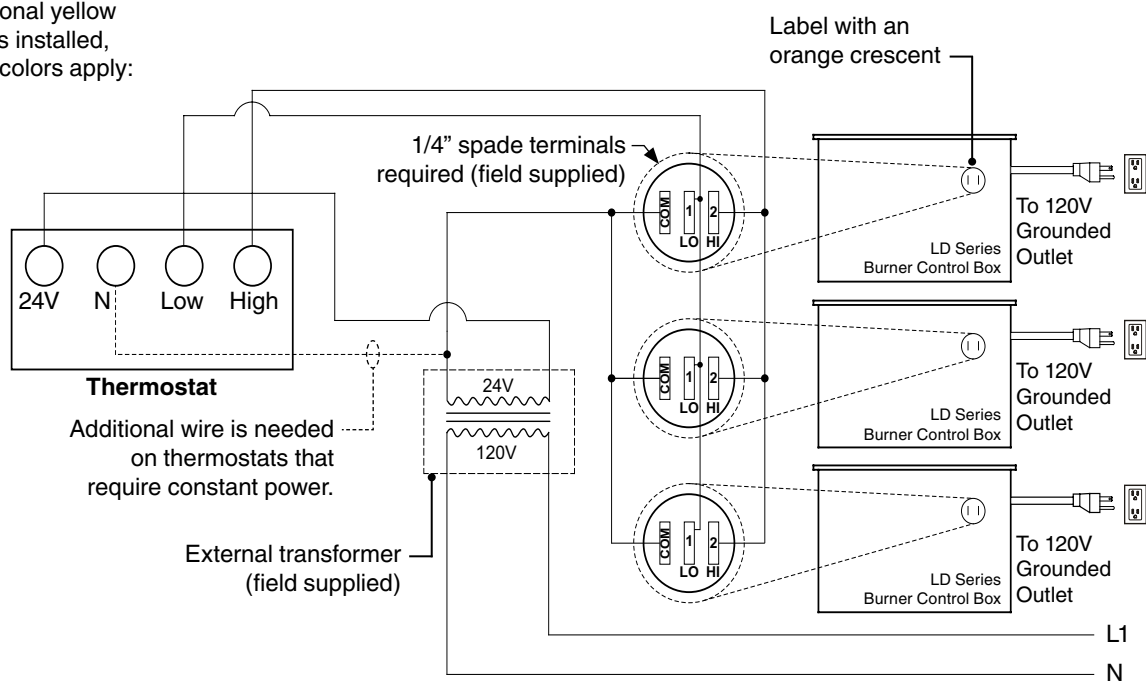 onal yellow
s installed,
colors apply:
Label with an
orange crescent
1/4” spade terminals
required (field supplied)
COM
1
2
LO
HI
To 120V
Grounded
Outlet
LD Series
Burner Control Box
24V
N
Low
High
Thermostat
Additional wire is needed
on thermostats that
require constant power.
24V
120V
External transformer
(field supplied)
COM
1
2
LO
HI
To 120V
Grounded
Outlet
LD Series
Burner Control Box
COM
1
2
LO
HI
To 120V
Grounded
Outlet
LD Series
Burner Control Box
L1
N